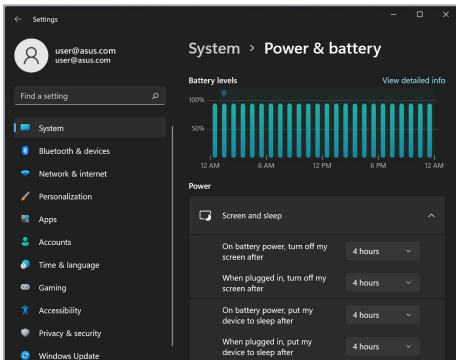 Settings
user@asus.com
user@asus.com
Find a setting
System
Bluetooth & devices
Network & internet
Personalization
Apps
Accounts
Time & language
Gaming
Accessibility
Privacy & security
Windows Update
System > Power & battery
Battery levels
View detailed info
100%
50%
12 AM
6 AM
12 PM
6 PM
12 AM
Power
Screen and sleep
On battery power, turn off my
screen after
4 hours
When plugged in, turn off my
screen after
4 hours
On battery power, put my
device to sleep after
4 hours
When plugged in, put my
device to sleep after
4 hours